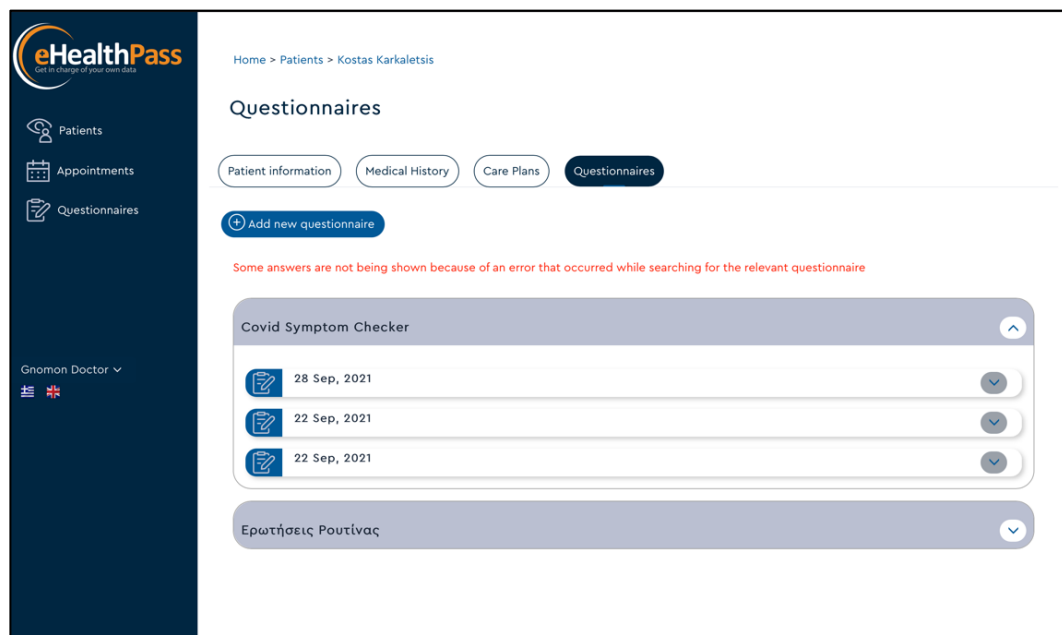 eHealthPass
Get in charge of your own data
Patients
Appointments
Questionnaires
Gnomon Doctor
Home > Patients > Kostas Karkaletsis
Questionnaires
Patient information
Medical History
Care Plans
Questionnaires
Add new questionnaire
Some answers are not being shown because of an error that occurred while searching for the relevant questionnaire
Covid Symptom Checker
28 Sep, 2021
22 Sep, 2021
22 Sep, 2021
Ερωτήσεις Ρουτίνας